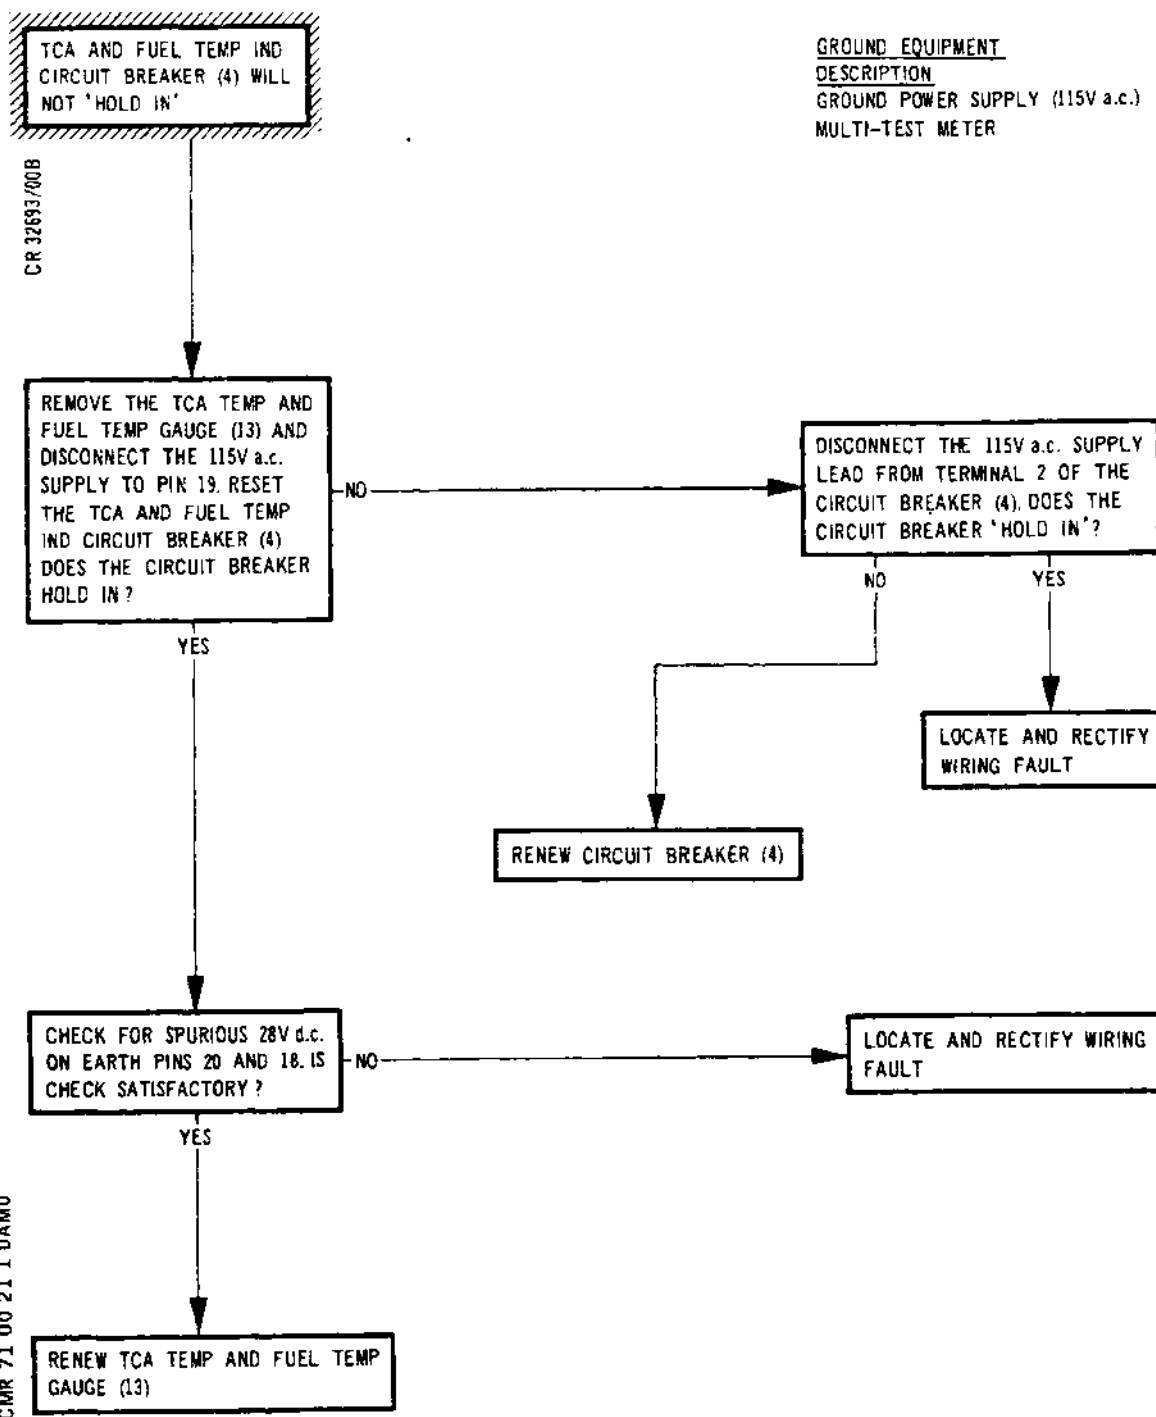 TCA AND FUEL TEMP IND
CIRCUIT BREAKER (4) WILL
NOT 'HOLD IN'
GROUND EQUIPMENT
DESCRIPTION
GROUND POWER SUPPLY (115V a.c.)
MULTI-TEST METER
CR 32693/00B
REMOVE THE TCA TEMP AND
FUEL TEMP GAUGE (13) AND
DISCONNECT THE 115V a.c.
SUPPLY TO PIN 19. RESET
THE TCA AND FUEL TEMP
IND CIRCUIT BREAKER (4)
DOES THE CIRCUIT BREAKER
HOLD IN?
NO
DISCONNECT THE 115V a.c. SUPPLY
LEAD FROM TERMINAL 2 OF THE
CIRCUIT BREAKER (4). DOES THE
CIRCUIT BREAKER 'HOLD IN'?
NO
YES
YES
LOCATE AND RECTIFY
WIRING FAULT
RENEW CIRCUIT BREAKER (4)
CHECK FOR SPURIOUS 28V d.c.
ON EARTH PINS 20 AND 18. IS
CHECK SATISFACTORY?
NO
LOCATE AND RECTIFY WIRING
FAULT
YES
CMR 71 00 21 1 DAM0
RENEW TCA TEMP AND FUEL TEMP
GAUGE (13)